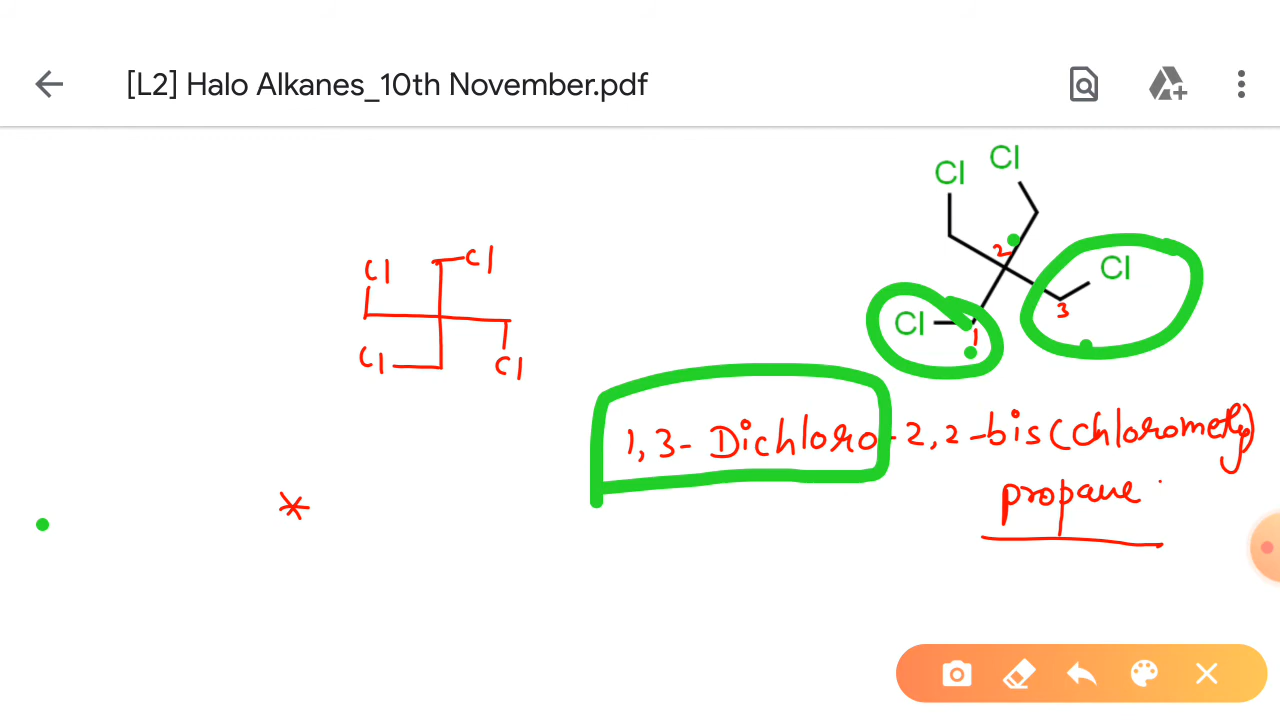 [L2] Halo Alkanes_10th November.pdf
Cl Cl
Cl Cl
2
Cl
Cl 3
1
Cl Cl
1,3- Dichloro-2,2-bis(chloromethyl)
propane